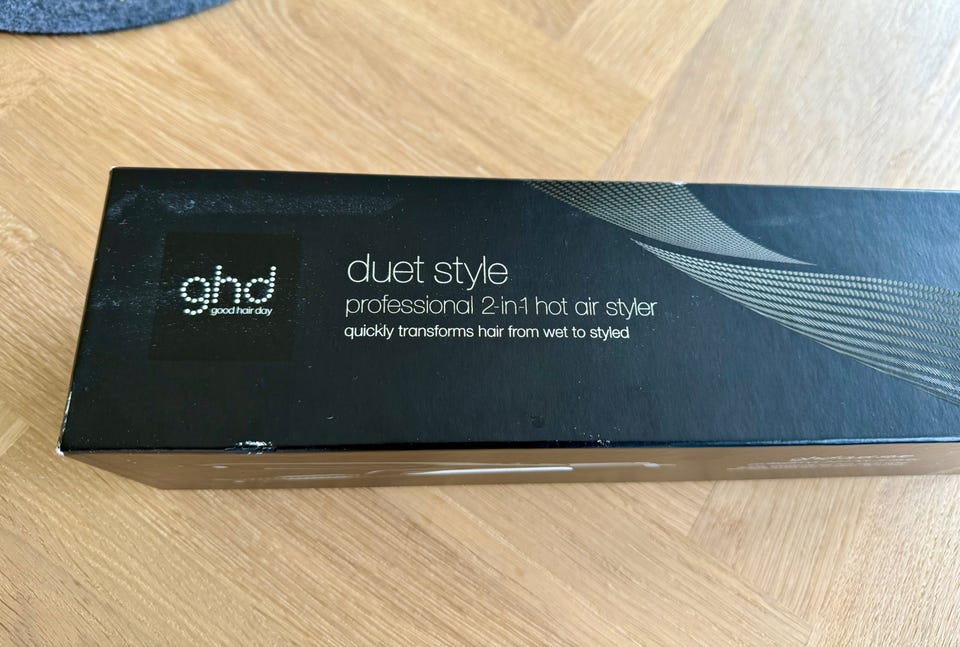 ghd
good hair day
duet style
professional 2-in-1 hot air styler
quickly transforms hair from wet to styled